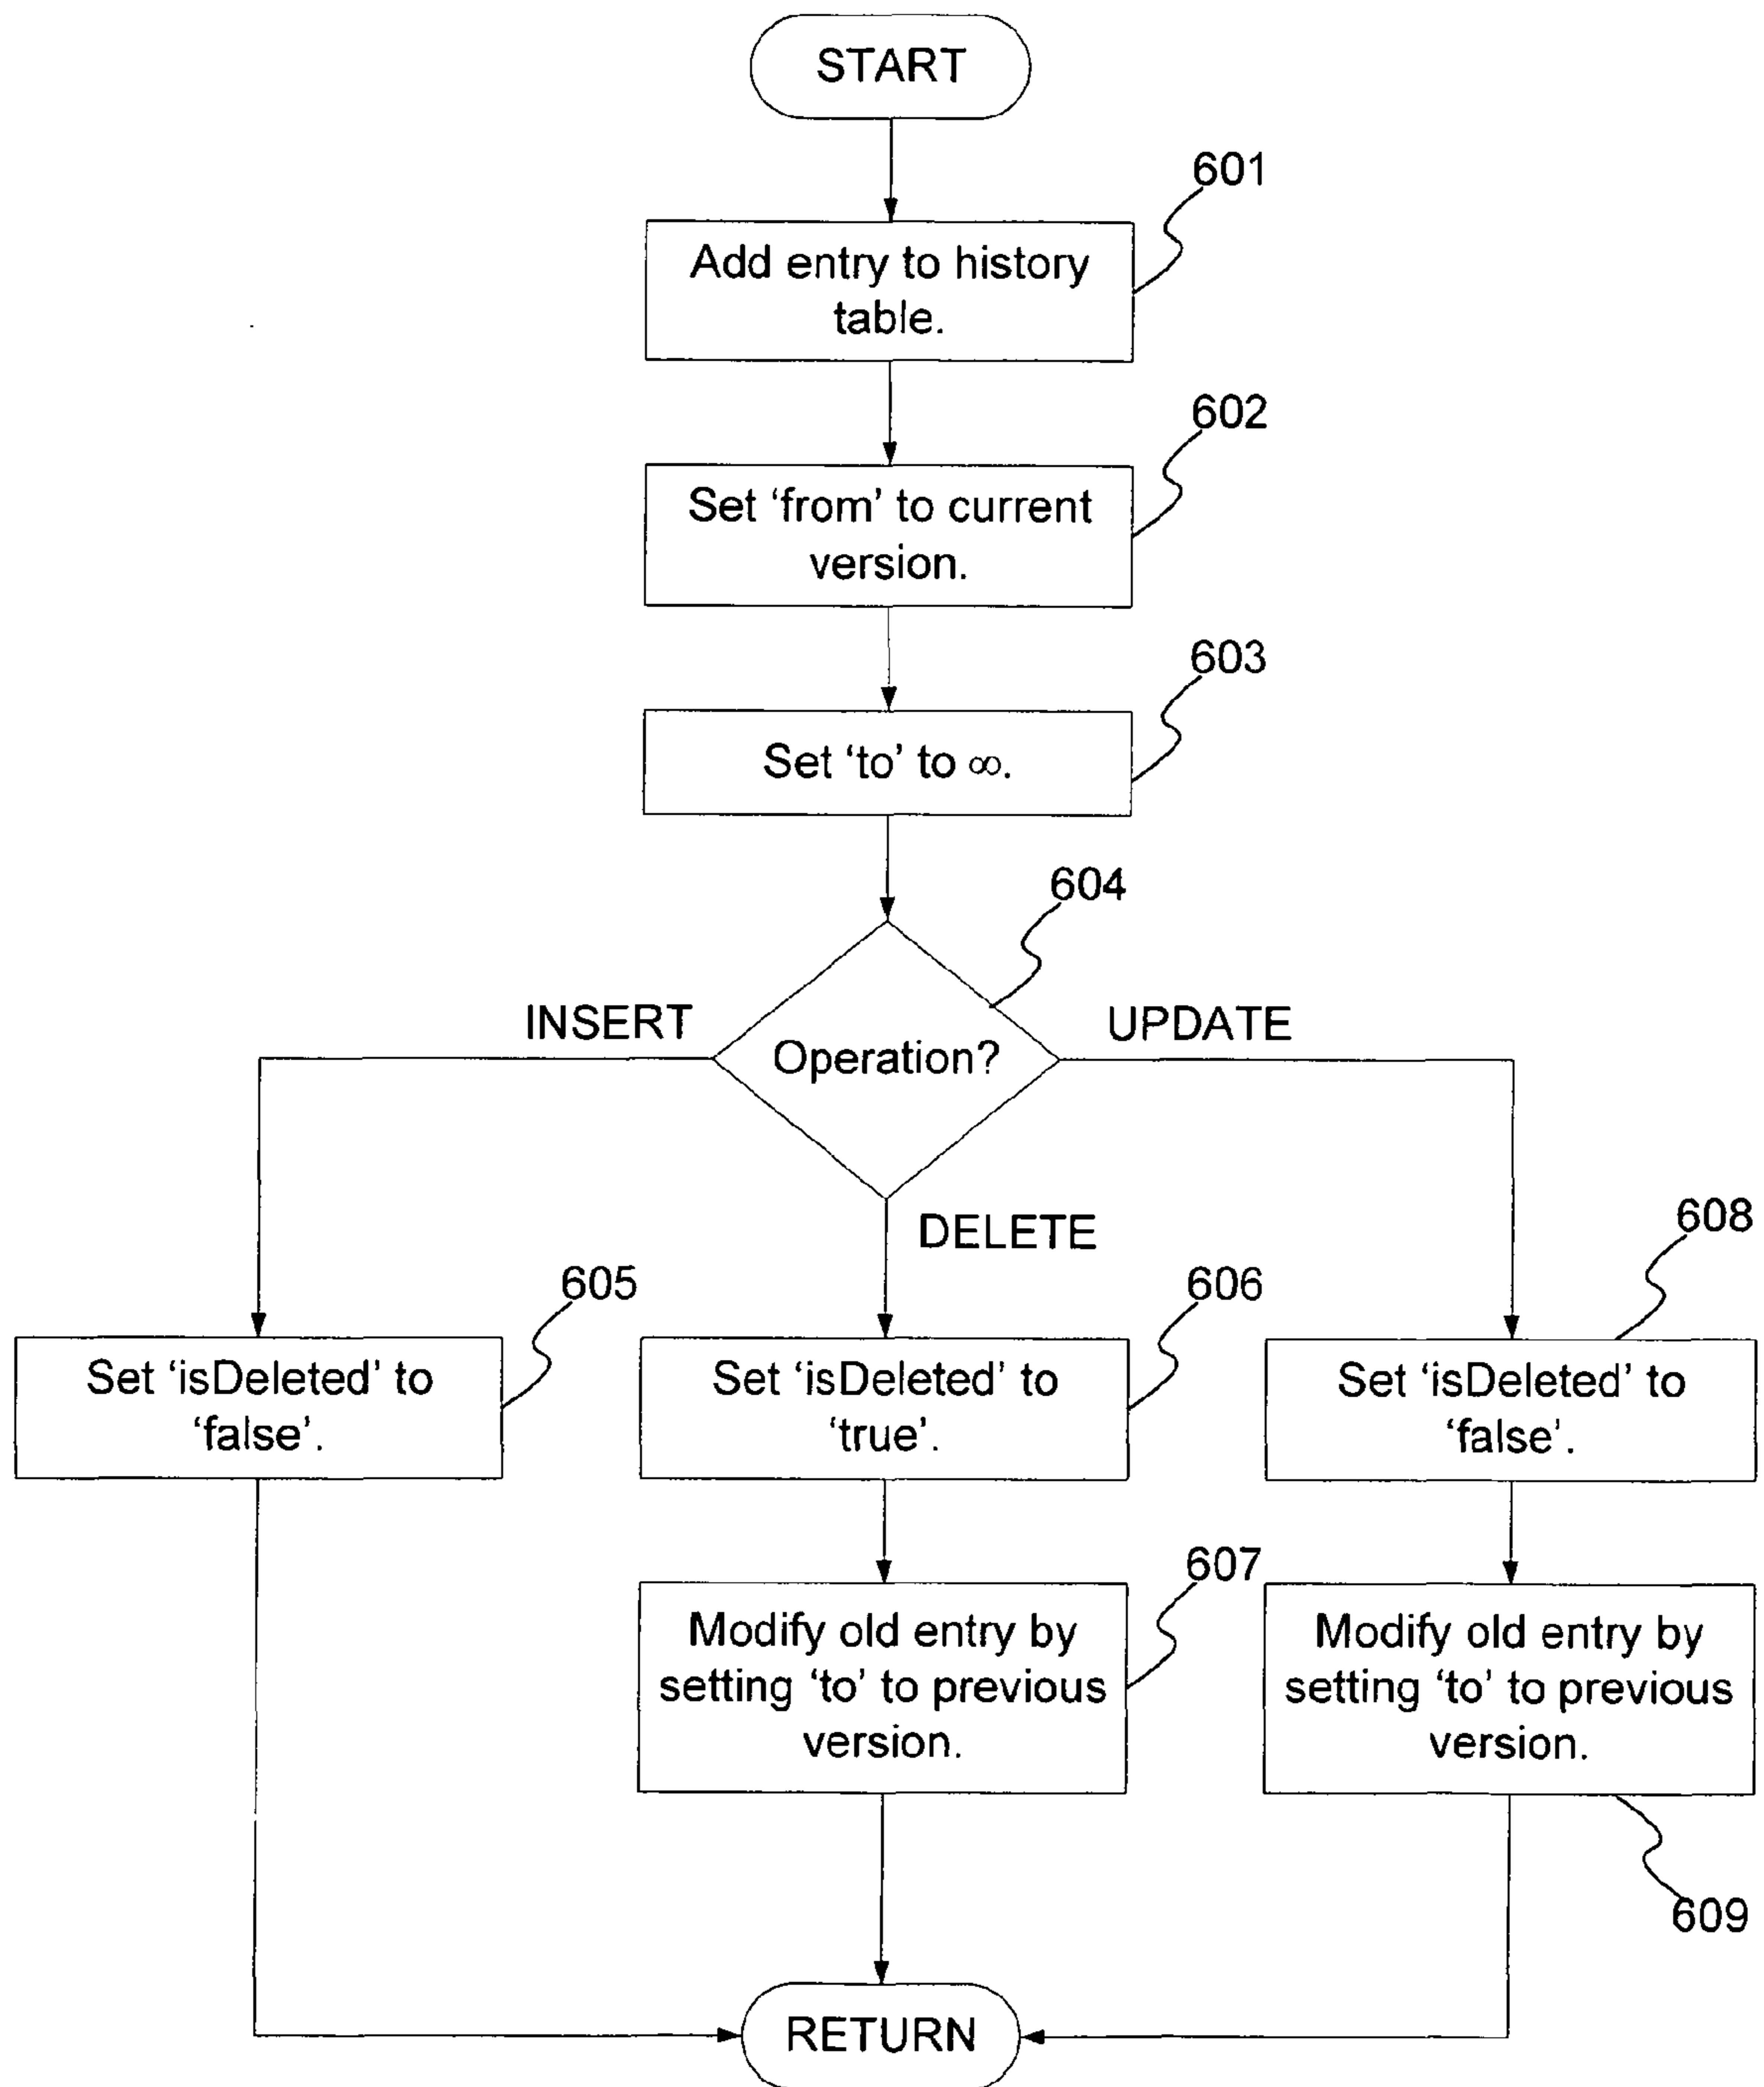 START
601
Add entry to history
table.
602
Set ‘from’ to current
version.
603
Set ‘to’ to ∞.
604
INSERT
UPDATE
Operation?
DELETE
608
605
606
Set ‘isDeleted’ to
‘false’.
Set ‘isDeleted’ to
‘true’.
Set ‘isDeleted’ to
‘false’.
607
Modify old entry by
setting ‘to’ to previous
version.
Modify old entry by
setting ‘to’ to previous
version.
609
RETURN